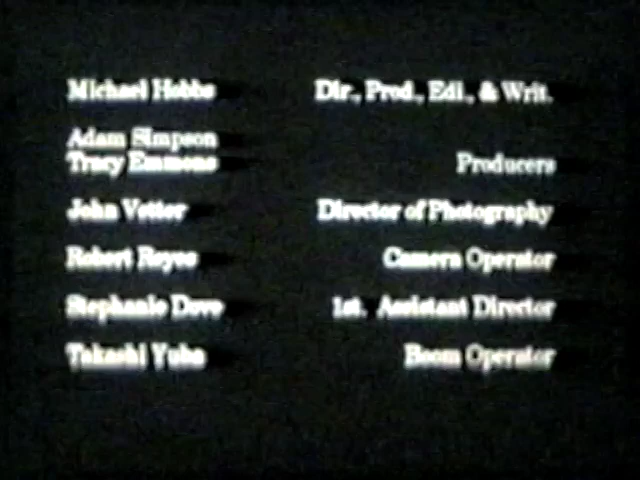 Michael Hobbs Dir., Prod., Edi., & Writ.
Adam Simpson
Tracy Emmons Producers
John Vetter Director of Photography
Robert Reyes Camera Operator
Stephanie Dove 1st. Assistant Director
Takashi Yuba Boom Operator